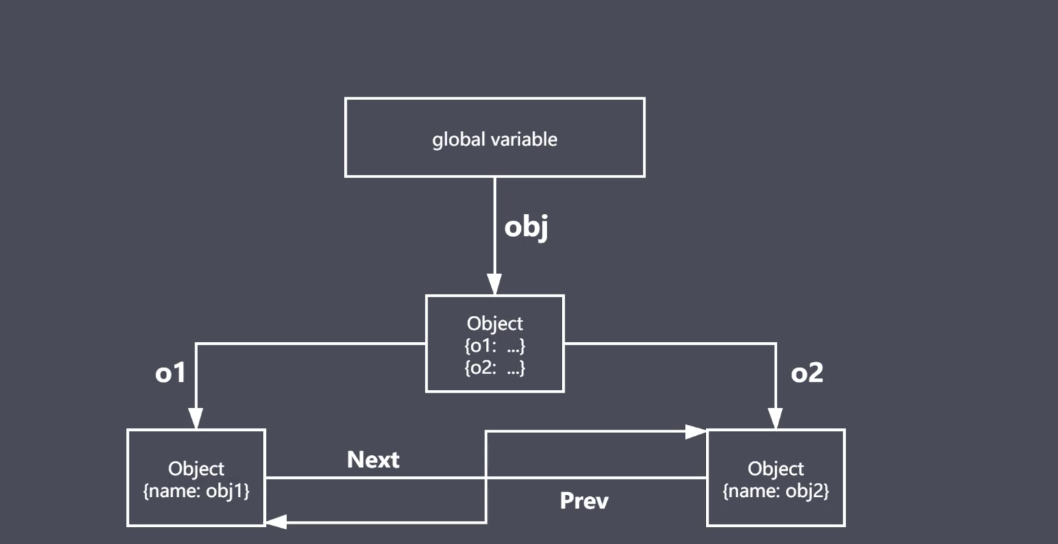 global variable
obj
Object
{o1: ...}
{o2: ...}
o1
o2
Object
{name: obj1}
Next
Prev
Object
{name: obj2}